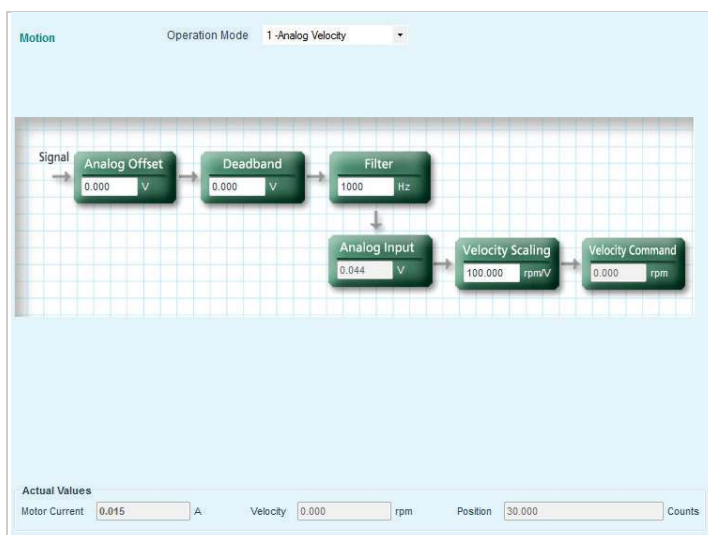 Motion Operation Mode 1 -Analog Velocity
Signal Analog Offset Deadband Filter
0.000 V 0.000 V 1000 Hz
Analog Input Velocity Scaling Velocity Command
0.044 V 100.000 rpm/V 0.000 rpm
Actual Values
Motor Current 0.015 A Velocity 0.000 rpm Position 30.000 Counts